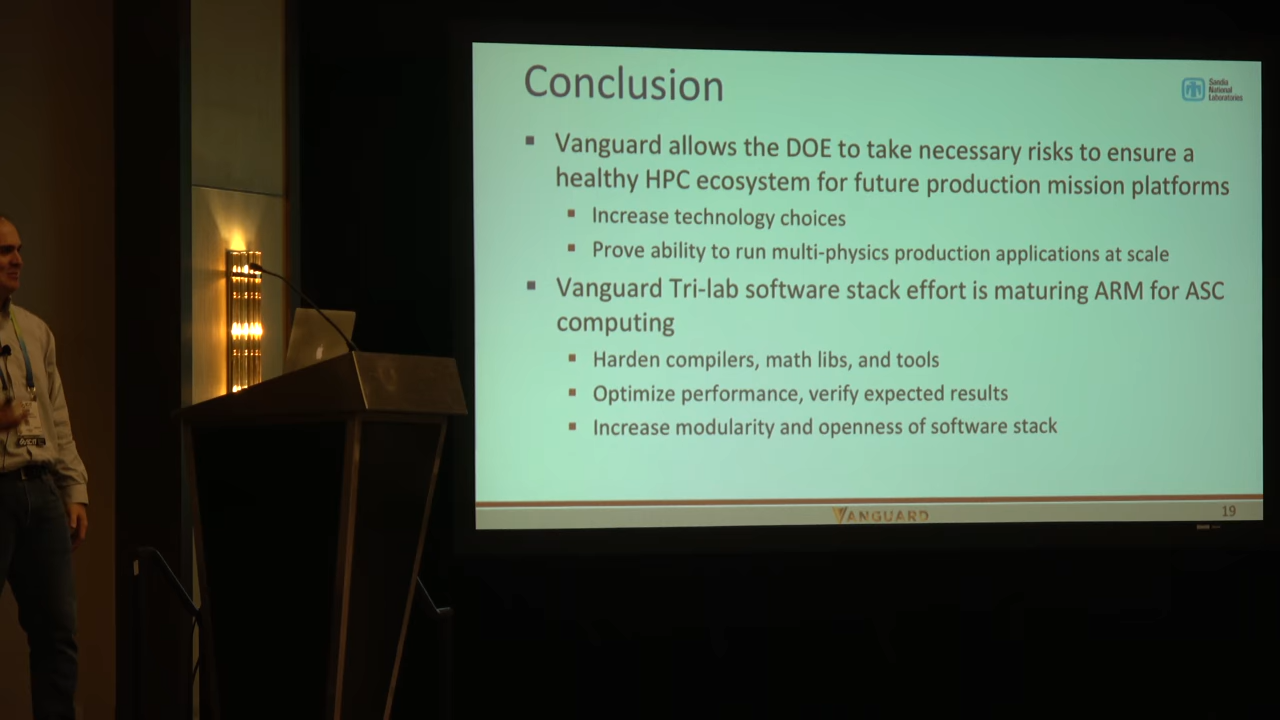 Conclusion
Sandia
National
Laboratories
▪ Vanguard allows the DOE to take necessary risks to ensure a
healthy HPC ecosystem for future production mission platforms
▪ Increase technology choices
▪ Prove ability to run multi-physics production applications at scale
▪ Vanguard Tri-lab software stack effort is maturing ARM for ASC
computing
▪ Harden compilers, math libs, and tools
▪ Optimize performance, verify expected results
▪ Increase modularity and openness of software stack
VANGUARD
19